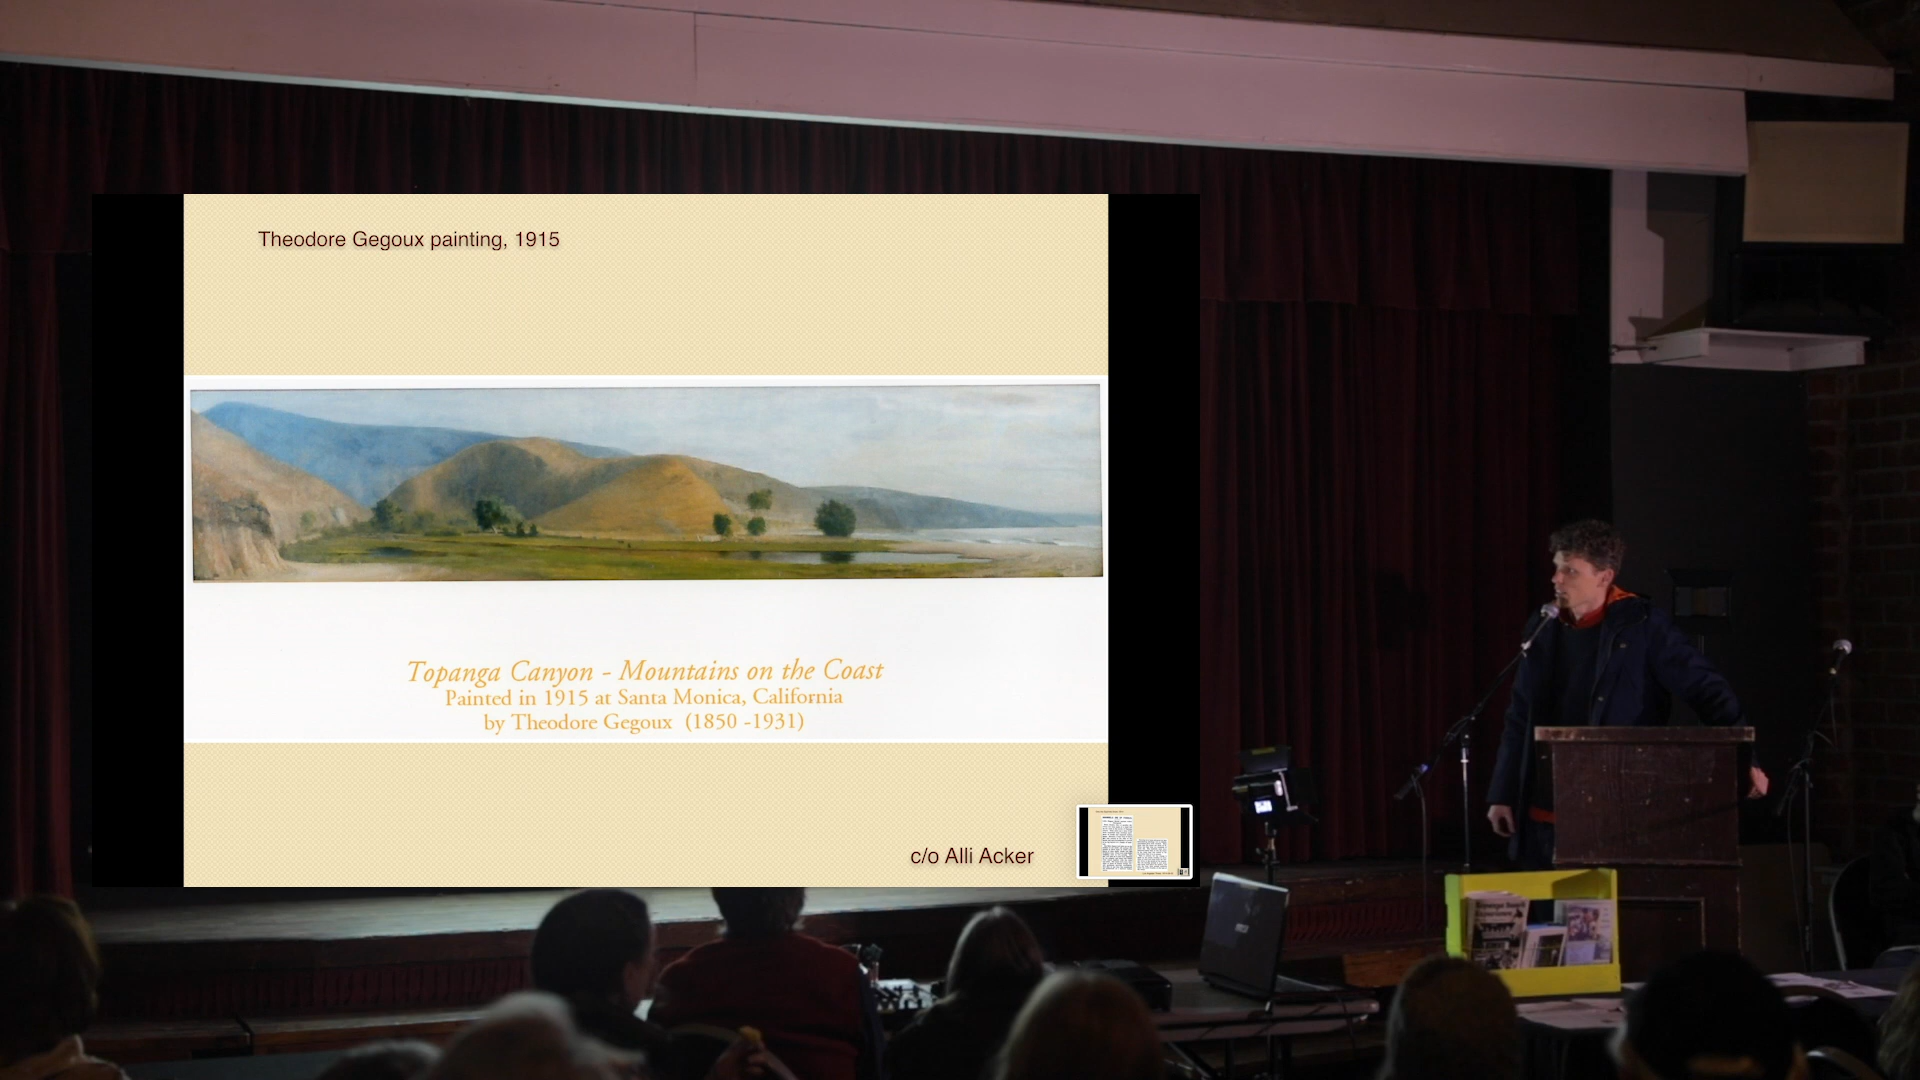 Theodore Gegoux painting, 1915
Topanga Canyon - Mountains on the Coast
Painted in 1915 at Santa Monica, California
by Theodore Gegoux (1850 -1931)
c/o Alli Acker